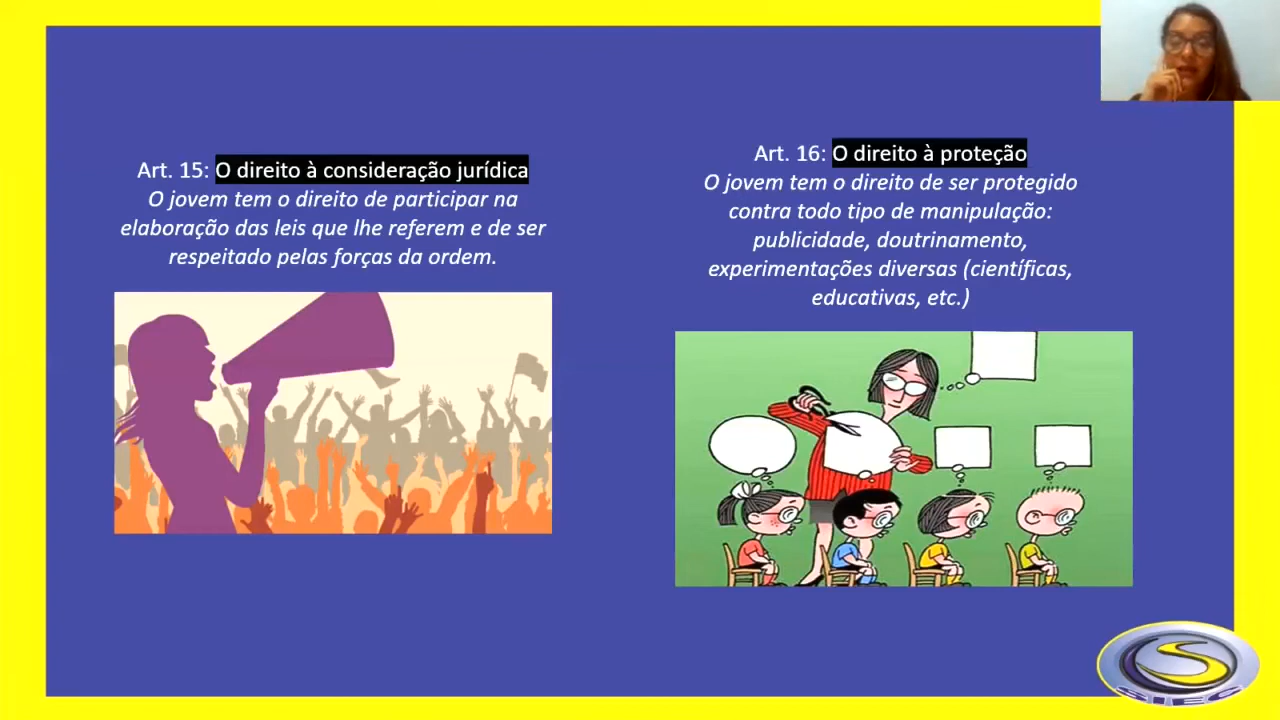 Art. 15: O direito à consideração jurídica
O jovem tem o direito de participar na
elaboração das leis que lhe referem e de ser
respeitado pelas forças da ordem.
Art. 16: O direito à proteção
O jovem tem o direito de ser protegido
contra todo tipo de manipulação:
publicidade, doutrinamento,
experimentações diversas (científicas,
educativas, etc.)
SIEC